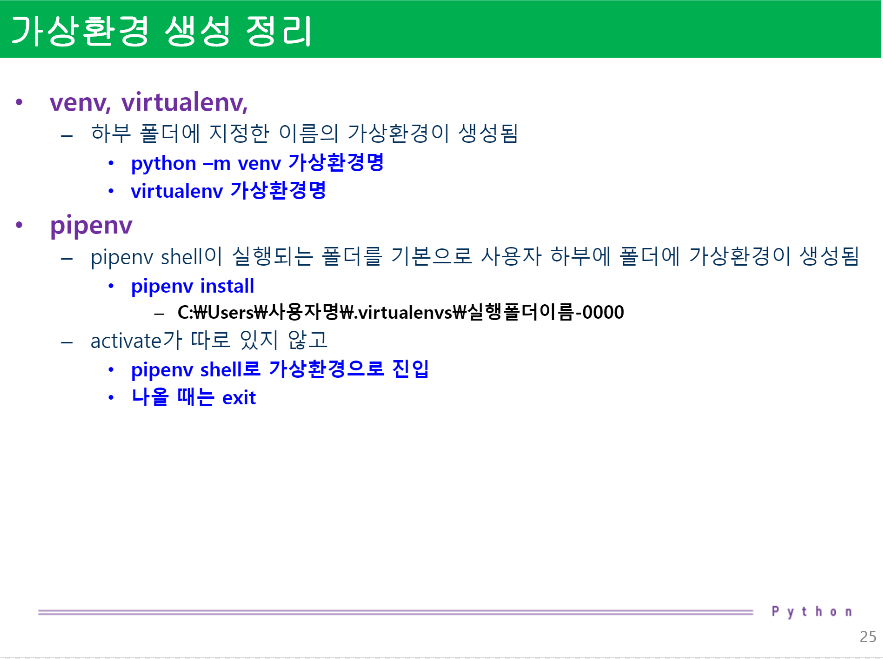 가상환경 생성 정리
• venv, virtualenv,
– 하부 폴더에 지정한 이름의 가상환경이 생성됨
• python –m venv 가상환경명
• virtualenv 가상환경명
• pipenv
– pipenv shell이 실행되는 폴더를 기본으로 사용자 하부에 폴더에 가상환경이 생성됨
• pipenv install
– C:₩Users₩사용자명₩.virtualenvs₩실행폴더이름-0000
– activate가 따로 있지 않고
• pipenv shell로 가상환경으로 진입
• 나올 때는 exit
Python
25